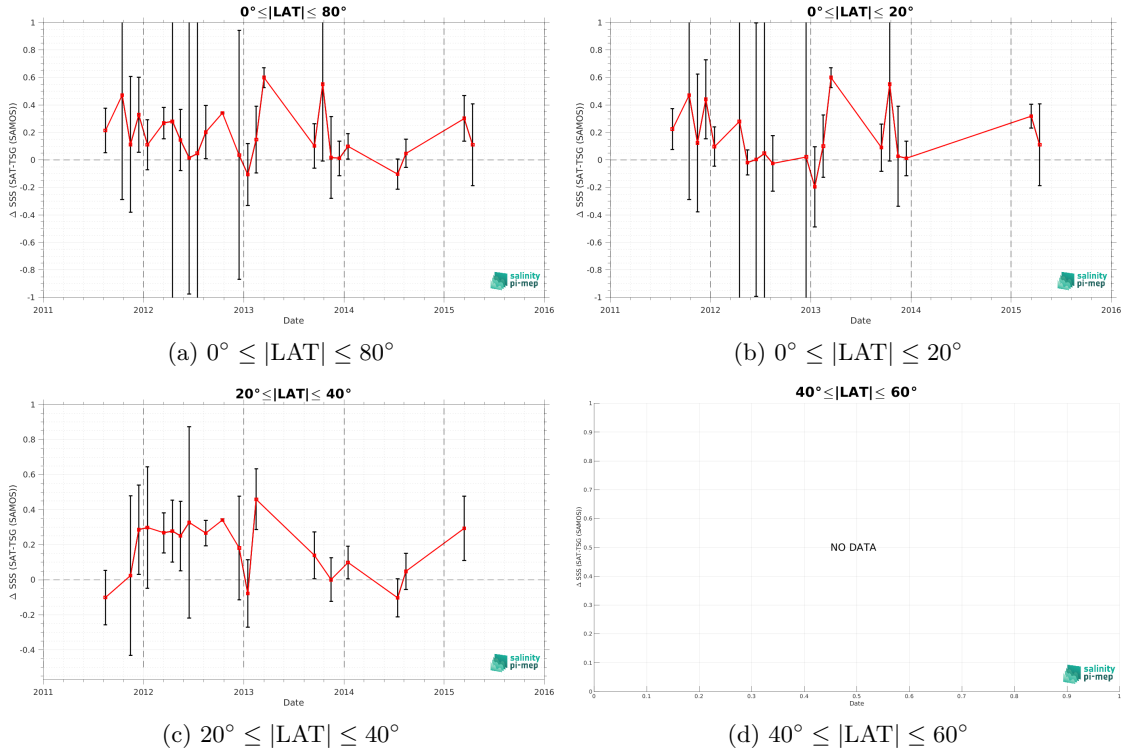 0°≤|LAT|≤ 80°
1
0.8
0.6
0.4
0.2
0
-0.2
-0.4
-0.6
-0.8
-1
Δ SSS (SAT-TSG (SAMOS))
2011 2012 2013 2014 2015 2016
Date
salinity
pi-mep
(a) 0° ≤ |LAT| ≤ 80°
0°≤|LAT|≤ 20°
1
0.8
0.6
0.4
0.2
0
-0.2
-0.4
-0.6
-0.8
-1
Δ SSS (SAT-TSG (SAMOS))
2011 2012 2013 2014 2015 2016
Date
salinity
pi-mep
(b) 0° ≤ |LAT| ≤ 20°
20°≤|LAT|≤ 40°
1
0.8
0.6
0.4
0.2
0
-0.2
-0.4
Δ SSS (SAT-TSG (SAMOS))
2011 2012 2013 2014 2015 2016
Date
salinity
pi-mep
(c) 20° ≤ |LAT| ≤ 40°
40°≤|LAT|≤ 60°
1
0.9
0.8
0.7
0.6
0.5
0.4
0.3
0.2
0.1
0
Δ SSS (SAT-TSG (SAMOS))
NO DATA
0 0.1 0.2 0.3 0.4 0.5 0.6 0.7 0.8 0.9 1
Date
salinity
pi-mep
(d) 40° ≤ |LAT| ≤ 60°